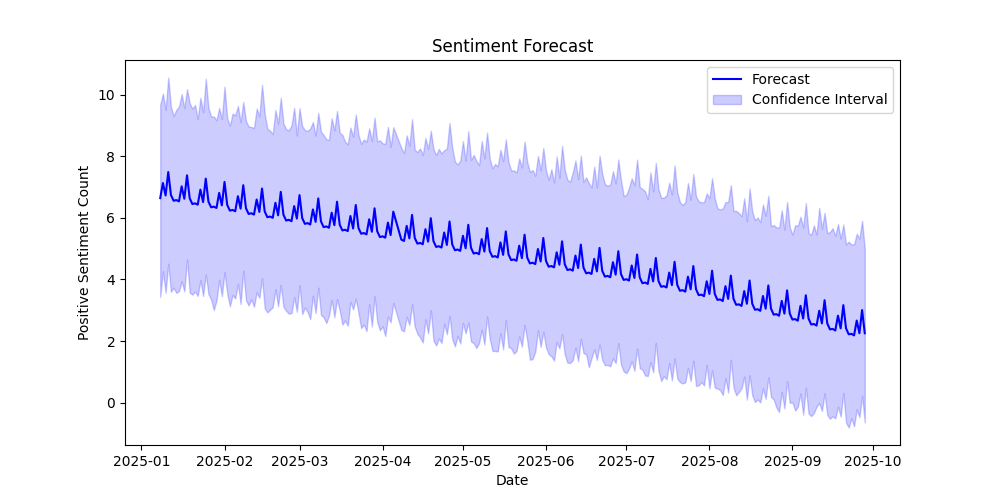 Sentiment Forecast
Forecast
Confidence Interval
Positive Sentiment Count
10
8
6
4
2
0
2025-01 2025-02 2025-03 2025-04 2025-05 2025-06 2025-07 2025-08 2025-09 2025-10
Date